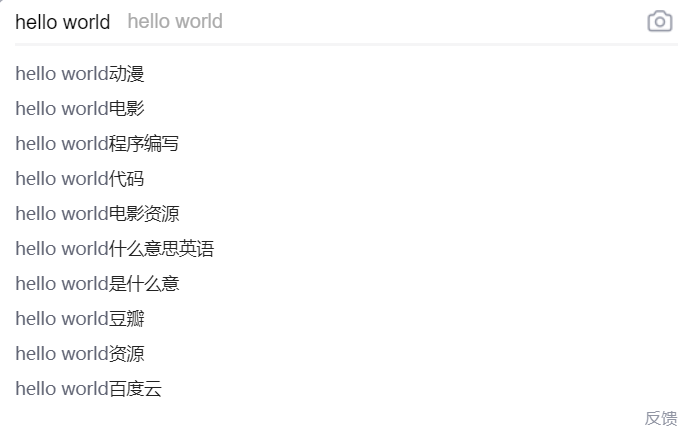 hello world hello world
hello world动漫
hello world电影
hello world程序编写
hello world代码
hello world电影资源
hello world什么意思英语
hello world是什么意
hello world豆瓣
hello world资源
hello world百度云
反馈